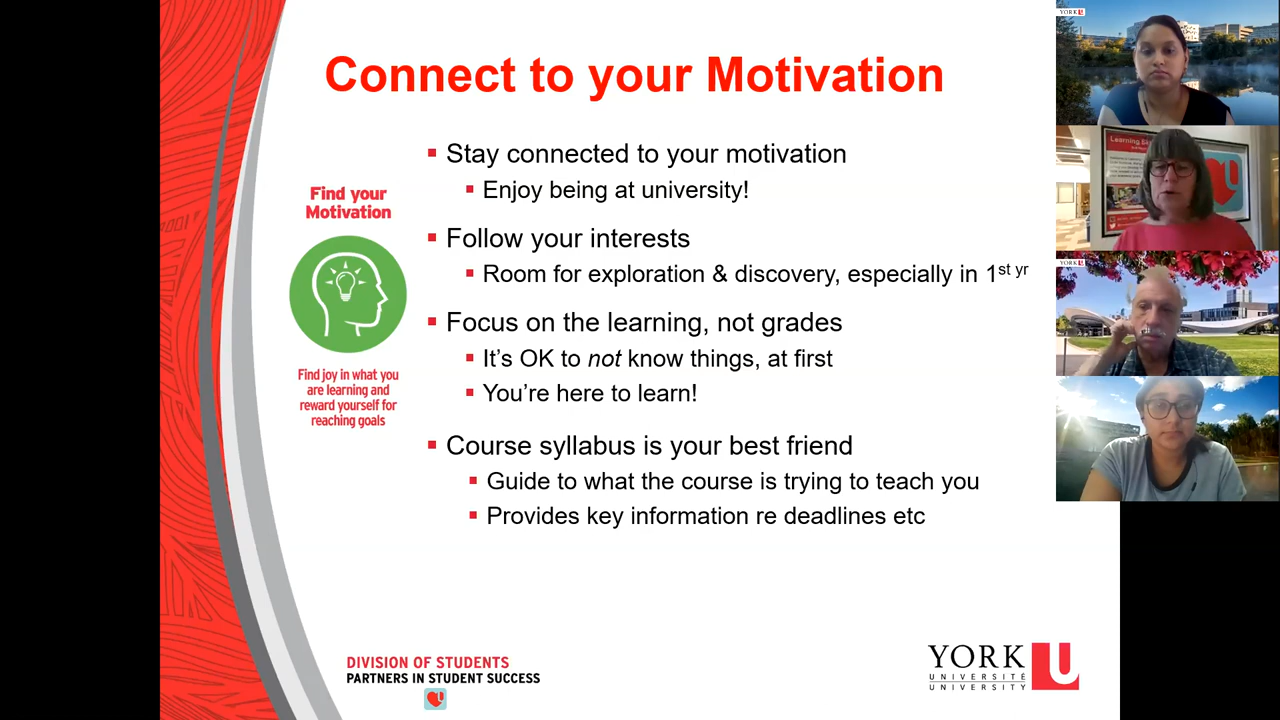 Connect to your Motivation
Find your
Motivation
Find joy in what you
are learning and
reward yourself for
reaching goals
Stay connected to your motivation
Enjoy being at university!
Follow your interests
Room for exploration & discovery, especially in 1st yr
Focus on the learning, not grades
It's OK to not know things, at first
You're here to learn!
Course syllabus is your best friend
Guide to what the course is trying to teach you
Provides key information re deadlines etc
DIVISION OF STUDENTS
PARTNERS IN STUDENT SUCCESS
YORK U
UNIVERSITÉ
UNIVERSITY
YORK U
Learning
YORK U